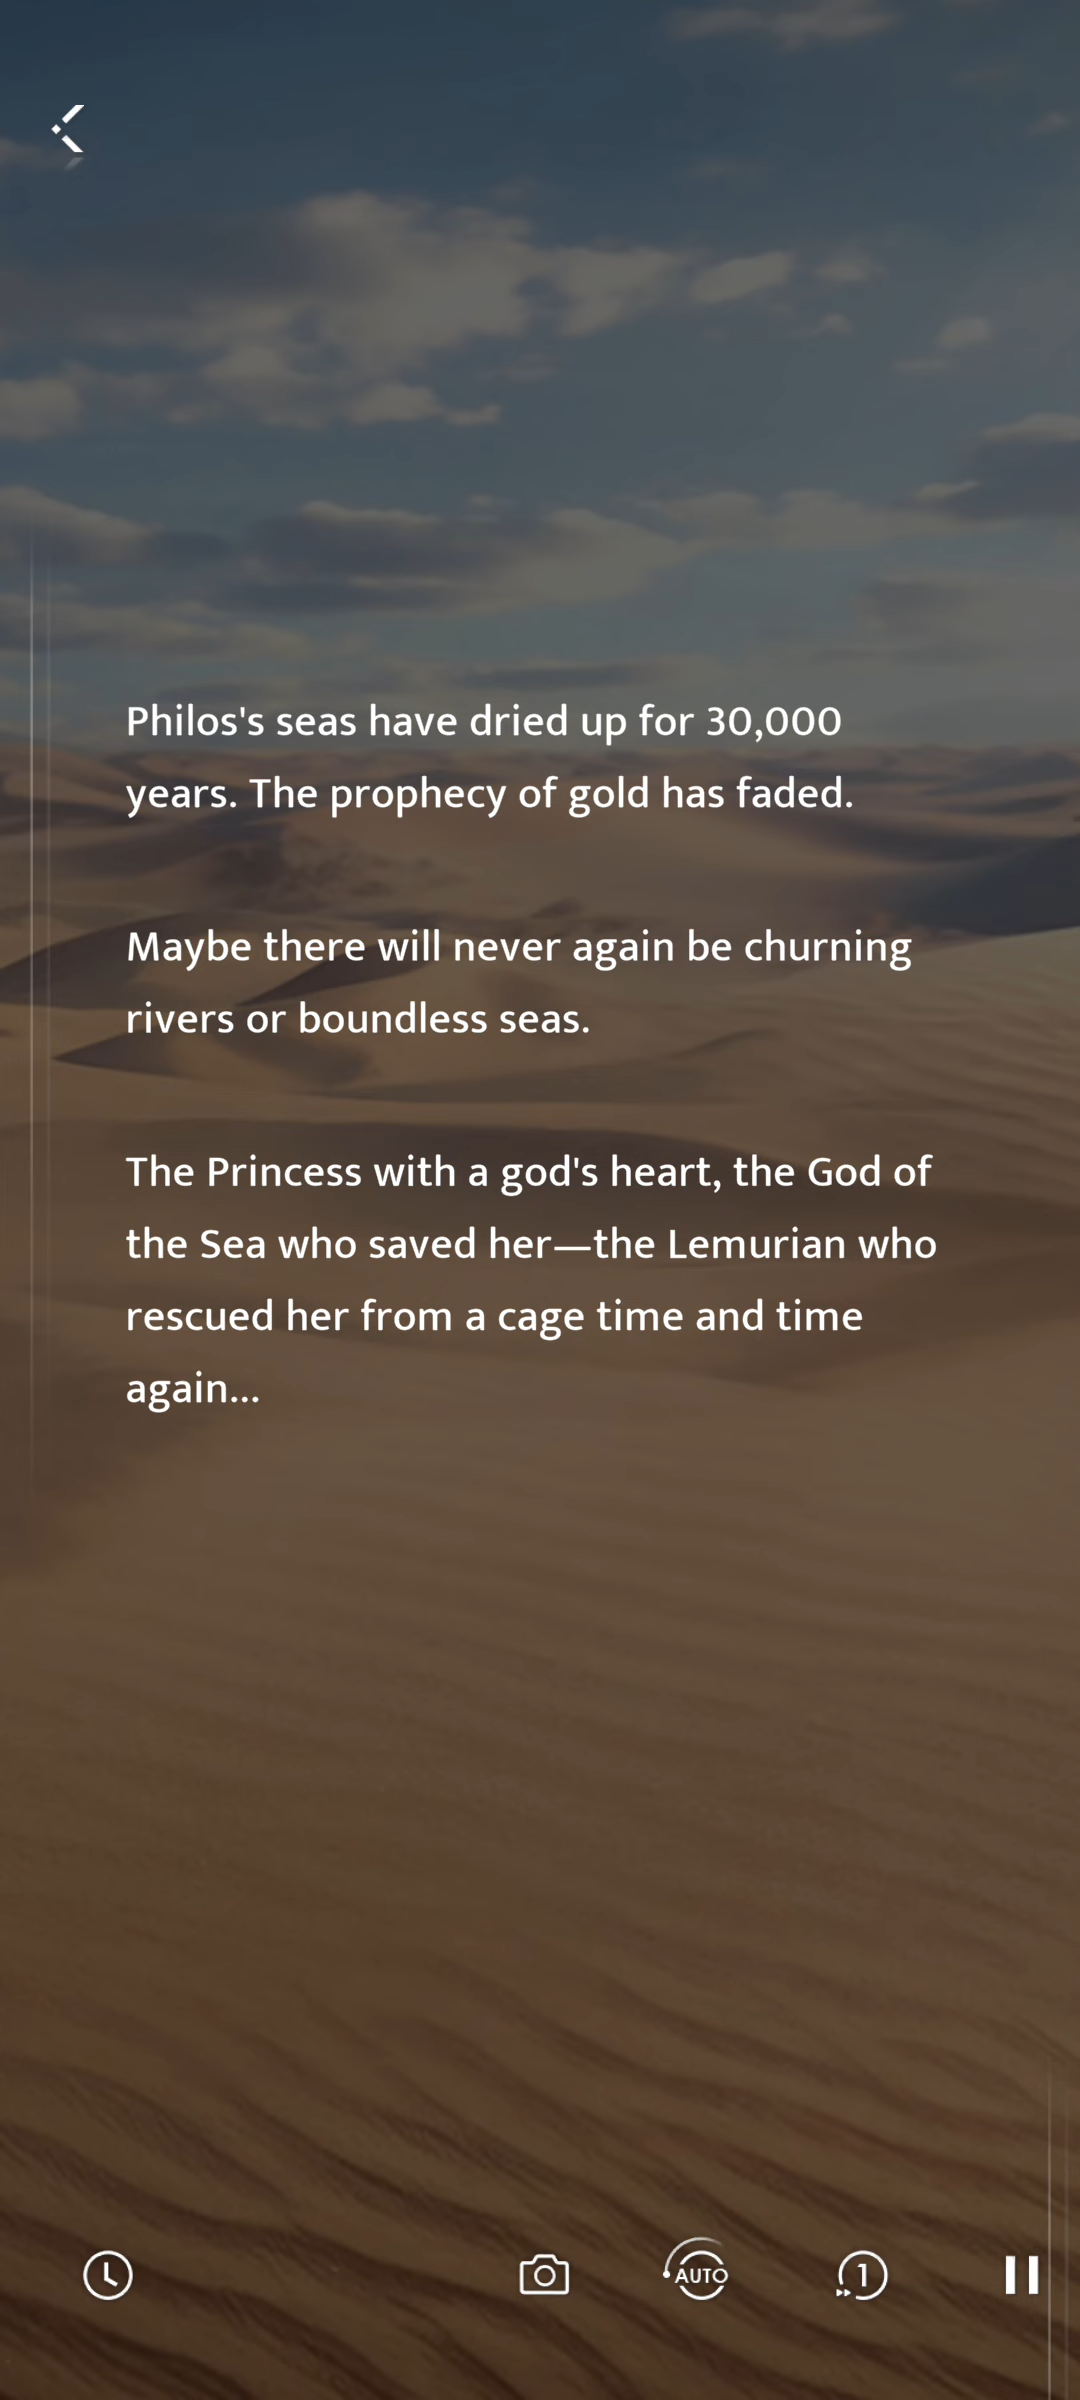 Philos's seas have dried up for 30,000
years. The prophecy of gold has faded.
Maybe there will never again be churning
rivers or boundless seas.
The Princess with a god's heart, the God of
the Sea who saved her—the Lemurian who
rescued her from a cage time and time
again...
AUTO
1